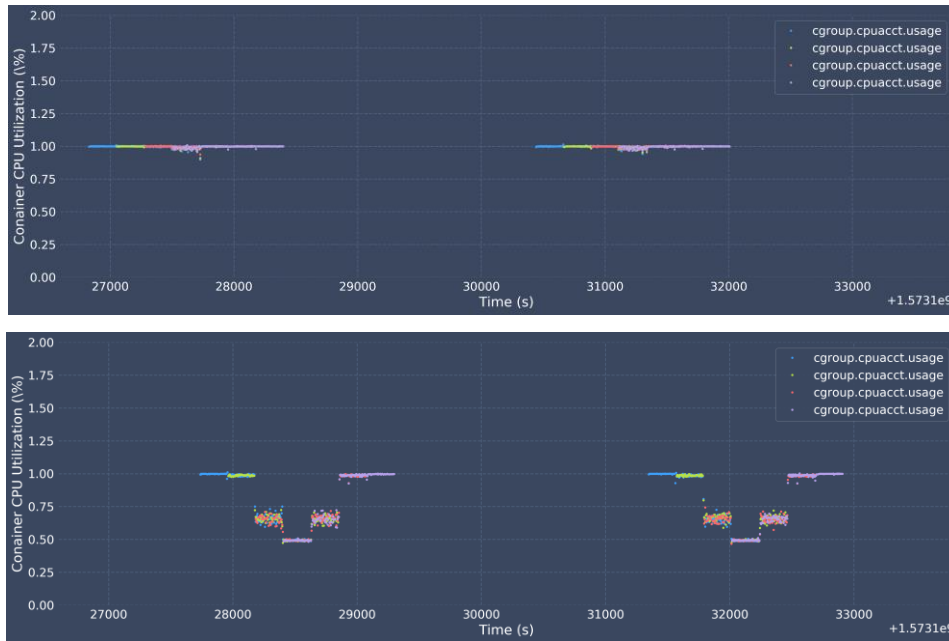 2.00
1.75
1.50
1.25
1.00
0.75
0.50
0.25
0.00
Conainer CPU Utilization (\%)
cgroup.cpuacct.usage
cgroup.cpuacct.usage
cgroup.cpuacct.usage
cgroup.cpuacct.usage
27000 28000 29000 30000 31000 32000 33000
Time (s)
+1.5731e9
2.00
1.75
1.50
1.25
1.00
0.75
0.50
0.25
0.00
Conainer CPU Utilization (\%)
cgroup.cpuacct.usage
cgroup.cpuacct.usage
cgroup.cpuacct.usage
cgroup.cpuacct.usage
27000 28000 29000 30000 31000 32000 33000
Time (s)
+1.5731e9